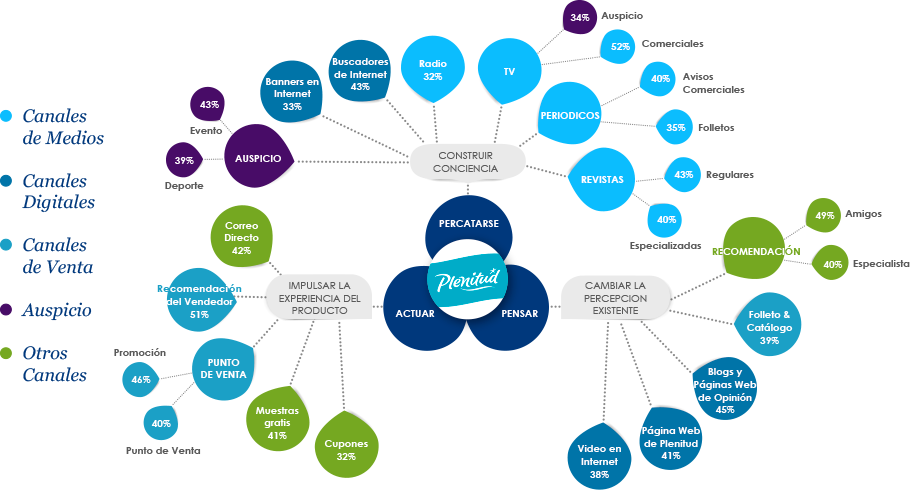 Canales
de Medios
Canales
Digitales
Canales
de Venta
Auspicio
Otros
Canales
43%
Evento
39%
Deporte
AUSPICIO
Banners en
Internet
33%
Buscadores
de Internet
43%
Radio
32%
TV
34%
Auspicio
52%
Comerciales
PERIODICOS
40%
Avisos
Comerciales
35%
Folletos
REVISTAS
43%
Regulares
40%
Especializadas
CONSTRUIR
CONCIENCIA
PERCATARSE
Plenitud
ACTUAR
PENSAR
IMPULSAR LA
EXPERIENCIA DEL
PRODUCTO
Correo
Directo
42%
Recomendación
del Vendedor
51%
PUNTO
DE VENTA
Promoción
46%
40%
Punto de Venta
Muestras
gratis
41%
Cupones
32%
CAMBIAR LA
PERCEPCION
EXISTENTE
RECOMENDACIÓN
49%
Amigos
40%
Especialista
Folleto &
Catálogo
39%
Blogs y
Páginas Web
de Opinión
45%
Página Web
de Plenitud
41%
Video en
Internet
38%